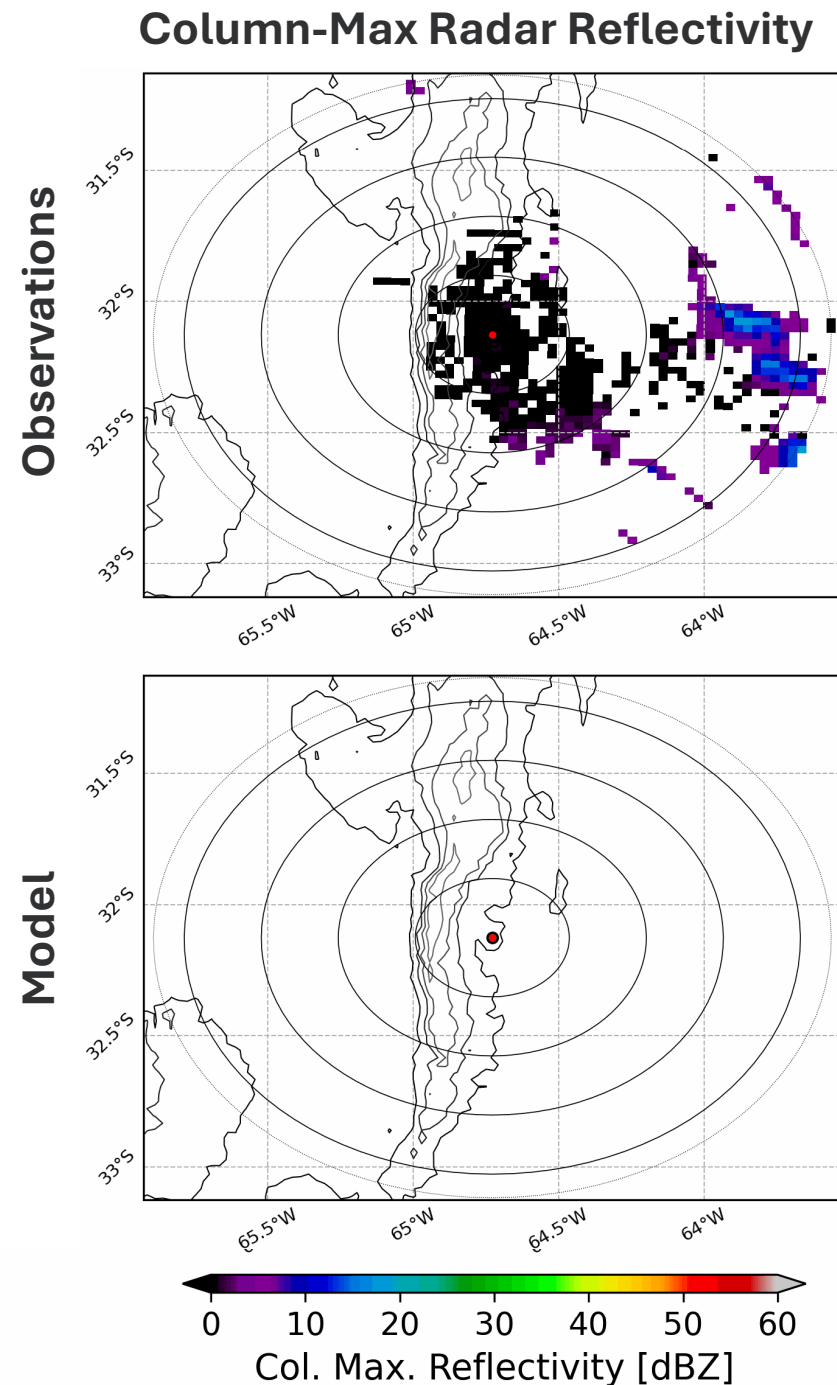 Column-Max Radar Reflectivity
Observations
31.5°S
32°S
32.5°S
33°S
65.5°W
65°W
64.5°W
64°W
Model
31.5°S
32°S
32.5°S
33°S
65.5°W
65°W
64.5°W
64°W
0 10 20 30 40 50 60
Col. Max. Reflectivity [dBZ]